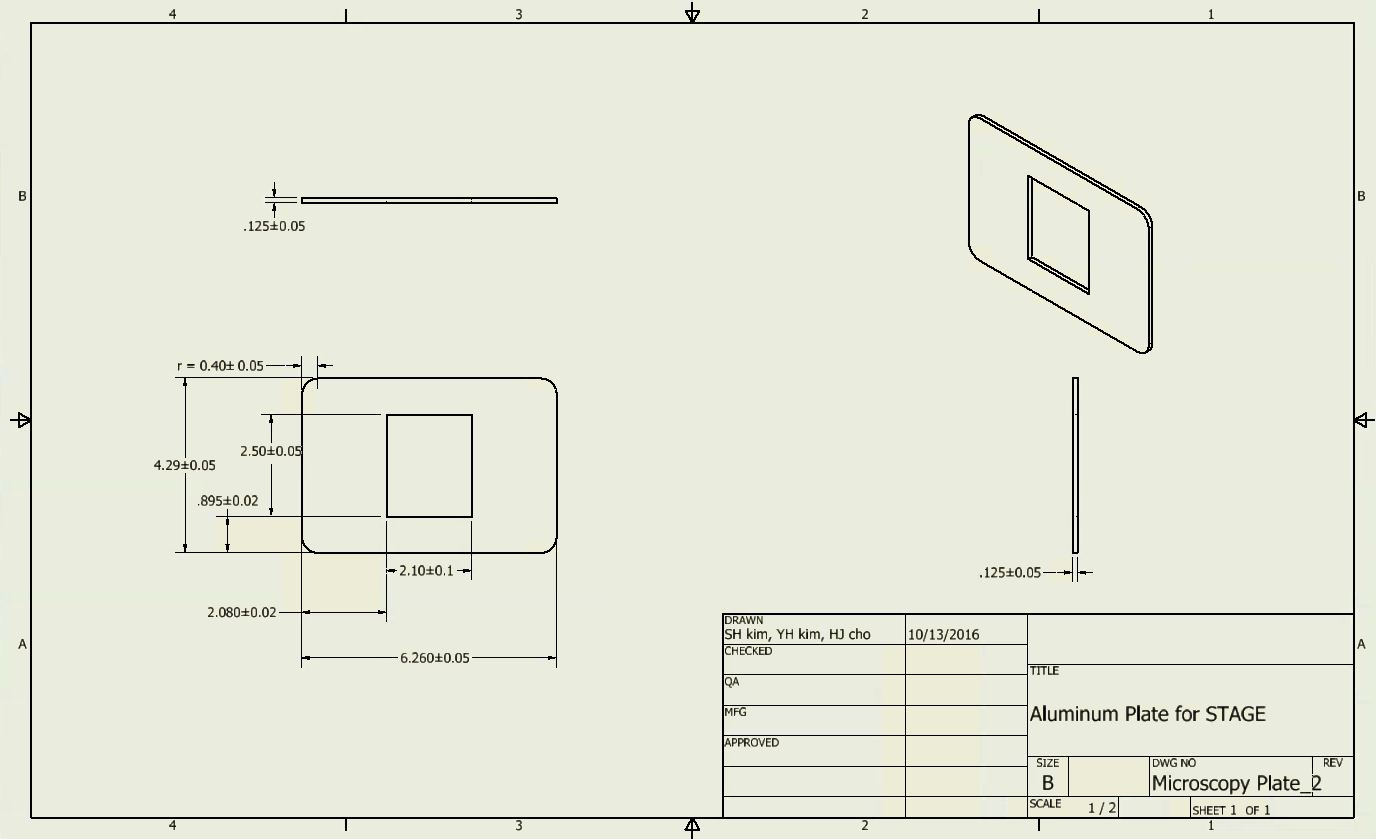 4 3 2 1
B B
.125±0.05
r = 0.40± 0.05
2.50±0.05
4.29±0.05
.895±0.02
2.10±0.1
.125±0.05
2.080±0.02
6.260±0.05
A A
DRAWN
SH kim, YH kim, HJ cho 10/13/2016
CHECKED
TITLE
QA
MFG
Aluminum Plate for STAGE
APPROVED
SIZE DWG NO REV
B Microscopy Plate_2
SCALE 1 / 2 SHEET 1 OF 1
4 3 2 1